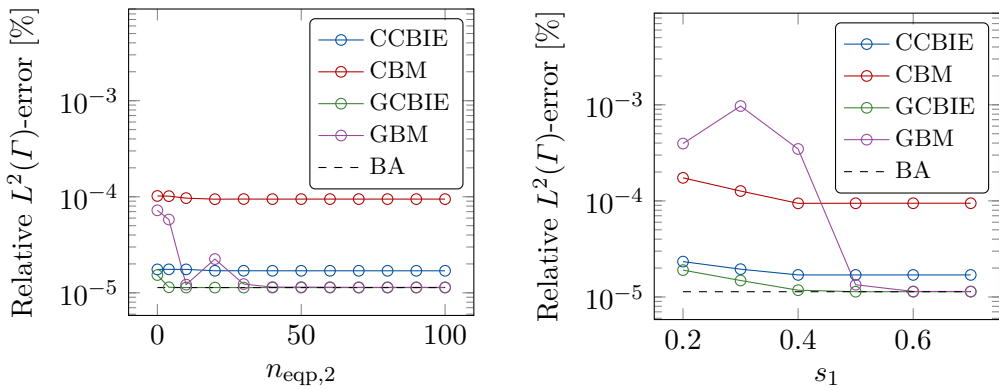 Relative L²(Γ)-error [%]
10⁻³
10⁻⁴
10⁻⁵
0
50
100
n_eqp,2
CCBIE
CBM
GCBIE
GBM
BA
Relative L²(Γ)-error [%]
10⁻³
10⁻⁴
10⁻⁵
0.2
0.4
0.6
s₁
CCBIE
CBM
GCBIE
GBM
BA